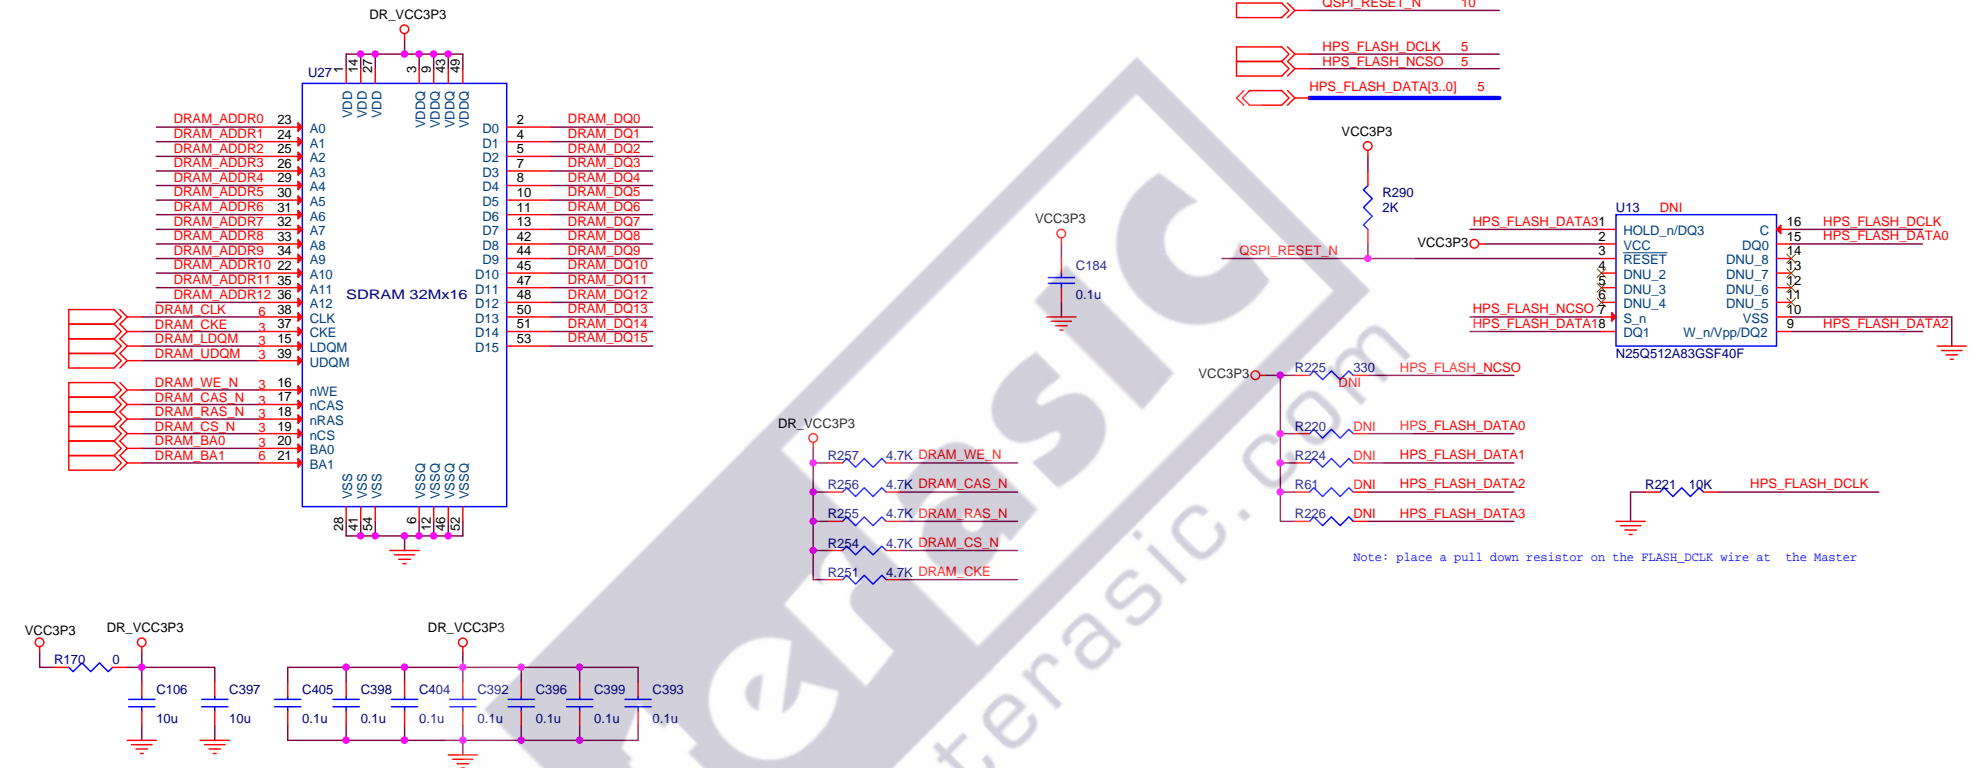 DR_VCC3P3
U27
1 14 27 3 9 43 49
VDD VDD VDD VDDQ VDDQ VDDQ VDDQ
DRAM_ADDR0 23 A0 D0 2 DRAM_DQ0
DRAM_ADDR1 24 A1 D1 4 DRAM_DQ1
DRAM_ADDR2 25 A2 D2 5 DRAM_DQ2
DRAM_ADDR3 26 A3 D3 7 DRAM_DQ3
DRAM_ADDR4 29 A4 D4 8 DRAM_DQ4
DRAM_ADDR5 30 A5 D5 10 DRAM_DQ5
DRAM_ADDR6 31 A6 D6 11 DRAM_DQ6
DRAM_ADDR7 32 A7 D7 13 DRAM_DQ7
DRAM_ADDR8 33 A8 D8 42 DRAM_DQ8
DRAM_ADDR9 34 A9 D9 44 DRAM_DQ9
DRAM_ADDR10 22 A10 D10 45 DRAM_DQ10
DRAM_ADDR11 35 A11 D11 47 DRAM_DQ11
DRAM_ADDR12 36 A12 D12 48 DRAM_DQ12
SDRAM 32Mx16
DRAM_CLK 6 38 CLK D13 50 DRAM_DQ13
DRAM_CKE 3 37 CKE D14 51 DRAM_DQ14
DRAM_LDQM 3 15 LDQM D15 53 DRAM_DQ15
DRAM_UDQM 3 39 UDQM
DRAM_WE_N 3 16 nWE
DRAM_CAS_N 3 17 nCAS
DRAM_RAS_N 3 18 nRAS
DRAM_CS_N 3 19 nCS
DRAM_BA0 3 20 BA0
DRAM_BA1 6 21 BA1
VSS VSS VSS VSSQ VSSQ VSSQ VSSQ
28 41 54 6 12 46 52
VCC3P3 DR_VCC3P3 DR_VCC3P3
R170 0
C106 C397 C405 C398 C404 C392 C396 C399 C393
10u 10u 0.1u 0.1u 0.1u 0.1u 0.1u 0.1u 0.1u
DR_VCC3P3
R257 4.7K DRAM_WE_N
R256 4.7K DRAM_CAS_N
R255 4.7K DRAM_RAS_N
R254 4.7K DRAM_CS_N
R251 4.7K DRAM_CKE
VCC3P3
C184
0.1u
QSPI_RESET_N 10
HPS_FLASH_DCLK 5
HPS_FLASH_NCSO 5
HPS_FLASH_DATA[3..0] 5
VCC3P3
R290
2K
U13 DNI
HPS_FLASH_DATA3 1 HOLD_n/DQ3 C 16 HPS_FLASH_DCLK
VCC3P3 2 VCC DQ0 15 HPS_FLASH_DATA0
QSPI_RESET_N 3 RESET DNU_8 14
4 DNU_2 DNU_7 13
5 DNU_3 DNU_6 12
6 DNU_4 DNU_5 11
HPS_FLASH_NCSO 7 S_n VSS 10
HPS_FLASH_DATA1 8 DQ1 W_n/Vpp/DQ2 9 HPS_FLASH_DATA2
N25Q512A83GSF40F
VCC3P3 R225 330 HPS_FLASH_NCSO
DNI
R220 DNI HPS_FLASH_DATA0
R224 DNI HPS_FLASH_DATA1
R61 DNI HPS_FLASH_DATA2
R226 DNI HPS_FLASH_DATA3
R221 10K HPS_FLASH_DCLK
Note: place a pull down resistor on the FLASH_DCLK wire at the Master
terasic
terasic.com